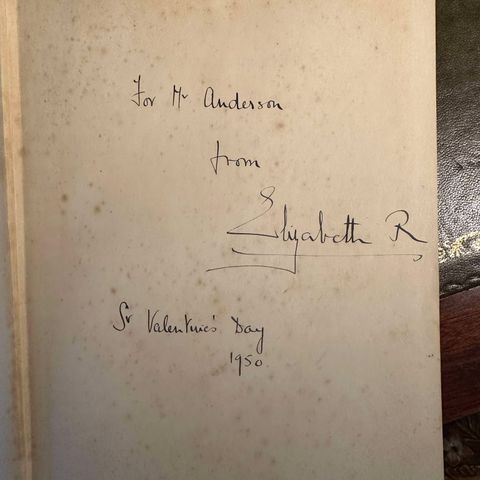 For Mr Anderson
from
Elizabeth R
St Valentine's Day
1950.